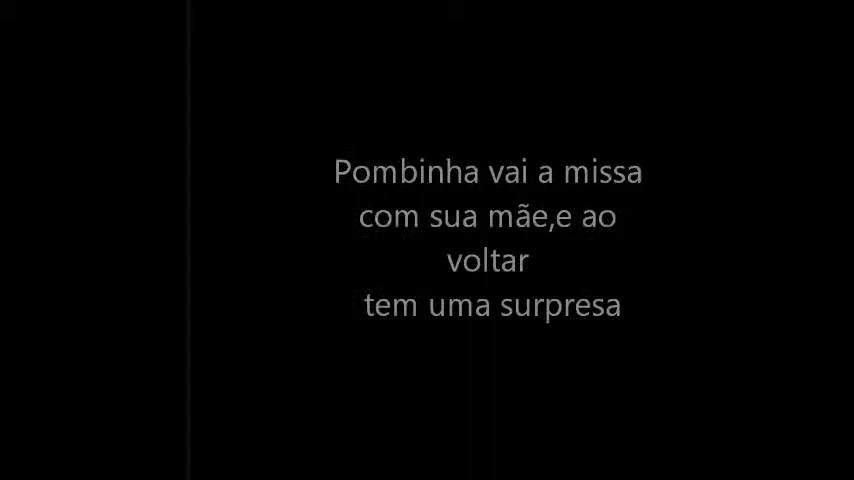 Pombinha vai a missa
com sua mãe,e ao
voltar
tem uma surpresa